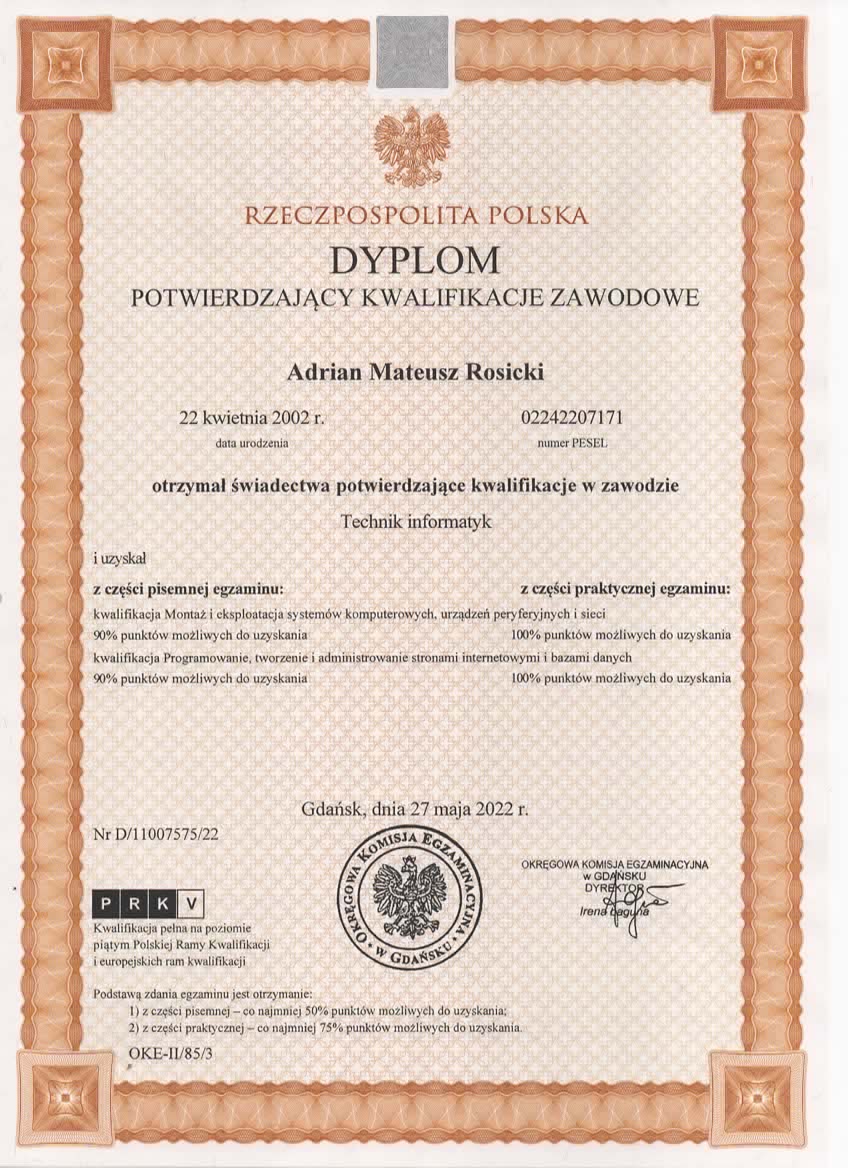 RZECZPOSPOLITA POLSKA
DYPLOM
POTWIERDZAJĄCY KWALIFIKACJE ZAWODOWE
Adrian Mateusz Rosicki
22 kwietnia 2002 r. 02242207171
data urodzenia numer PESEL
otrzymał świadectwa potwierdzające kwalifikacje w zawodzie
Technik informatyk
i uzyskał
z części pisemnej egzaminu: z części praktycznej egzaminu:
kwalifikacja Montaż i eksploatacja systemów komputerowych, urządzeń peryferyjnych i sieci
90% punktów możliwych do uzyskania 100% punktów możliwych do uzyskania
kwalifikacja Programowanie, tworzenie i administrowanie stronami internetowymi i bazami danych
90% punktów możliwych do uzyskania 100% punktów możliwych do uzyskania
Gdańsk, dnia 27 maja 2022 r.
Nr D/11007575/22
OKRĘGOWA KOMISJA EGZAMINACYJNA
W GDAŃSKU
OKRĘGOWA KOMISJA EGZAMINACYJNA
w GDAŃSKU
DYREKTOR
Irena Łaguna
P R K V
Kwalifikacja pełna na poziomie
piątym Polskiej Ramy Kwalifikacji
i europejskich ram kwalifikacji
Podstawą zdania egzaminu jest otrzymanie:
1) z części pisemnej – co najmniej 50% punktów możliwych do uzyskania;
2) z części praktycznej – co najmniej 75% punktów możliwych do uzyskania.
OKE-II/85/3